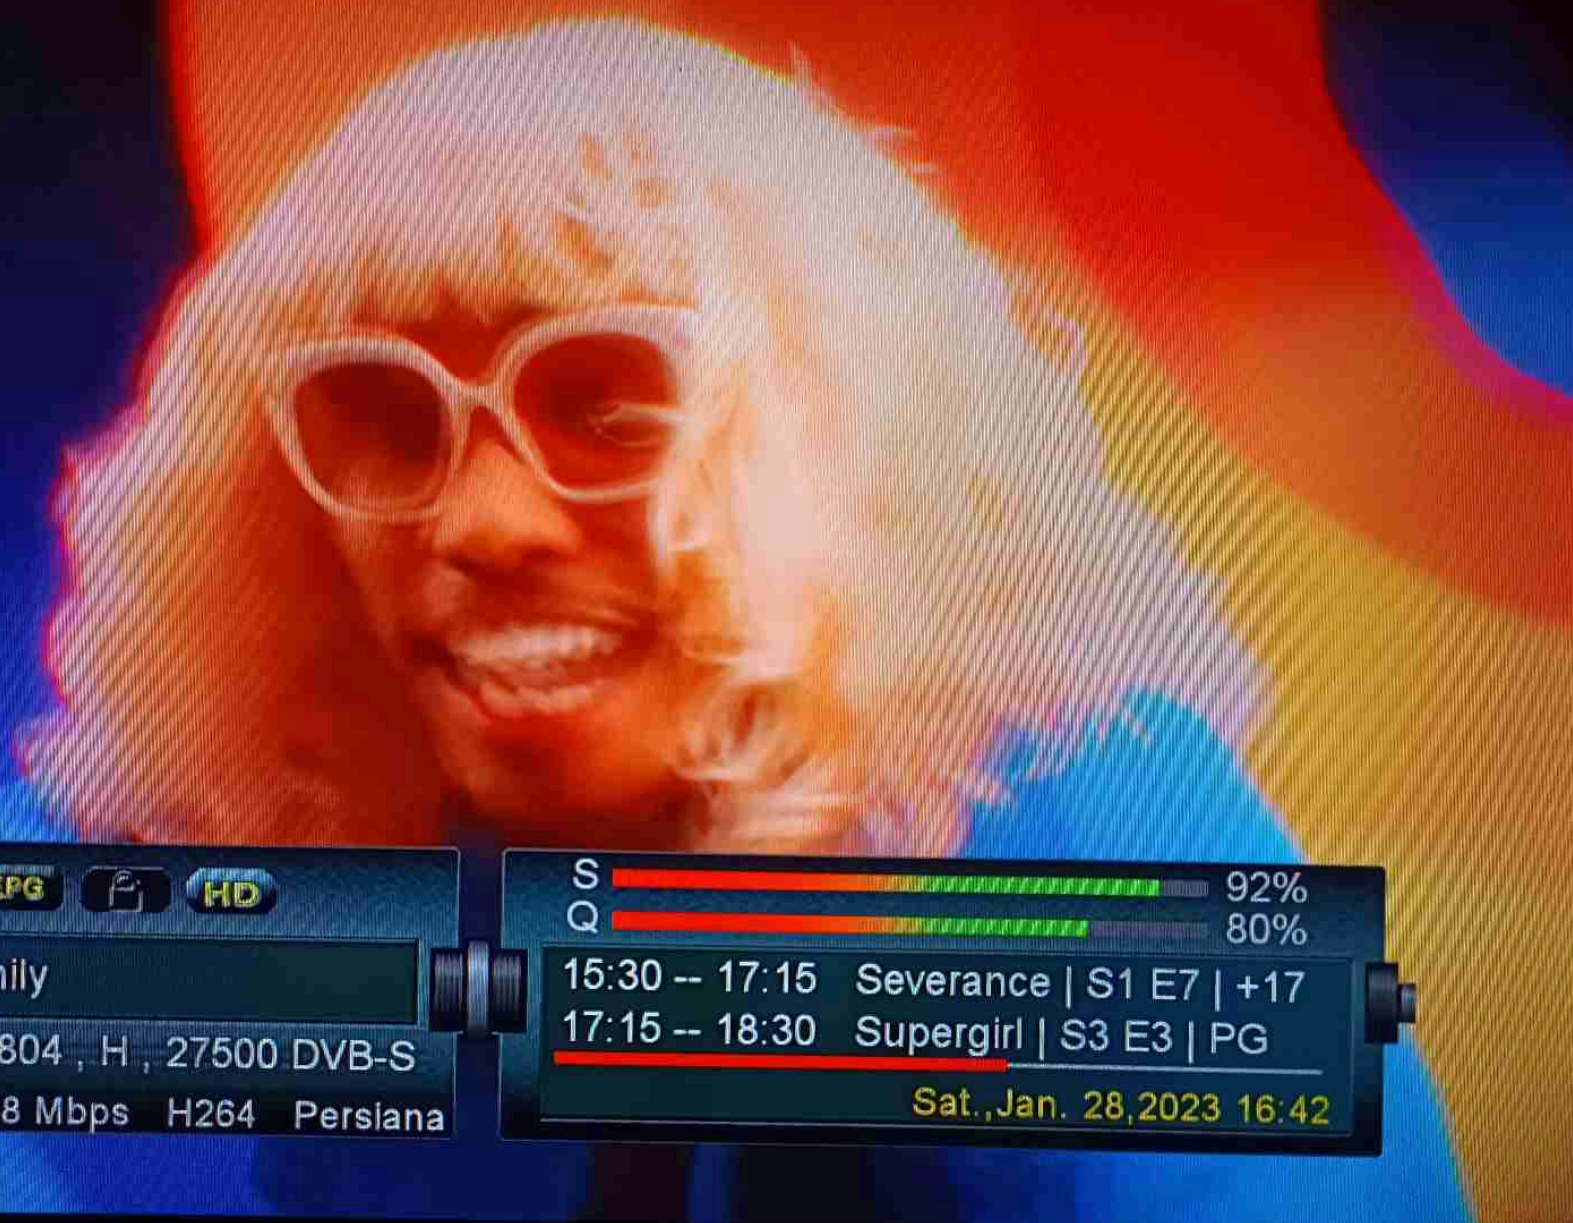 EPG HD
S 92%
Q 80%
15:30 -- 17:15 Severance | S1 E7 | +17
17:15 -- 18:30 Supergirl | S3 E3 | PG
Sat.,Jan. 28,2023 16:42
nily
804 , H , 27500 DVB-S
8 Mbps H264 Persiana